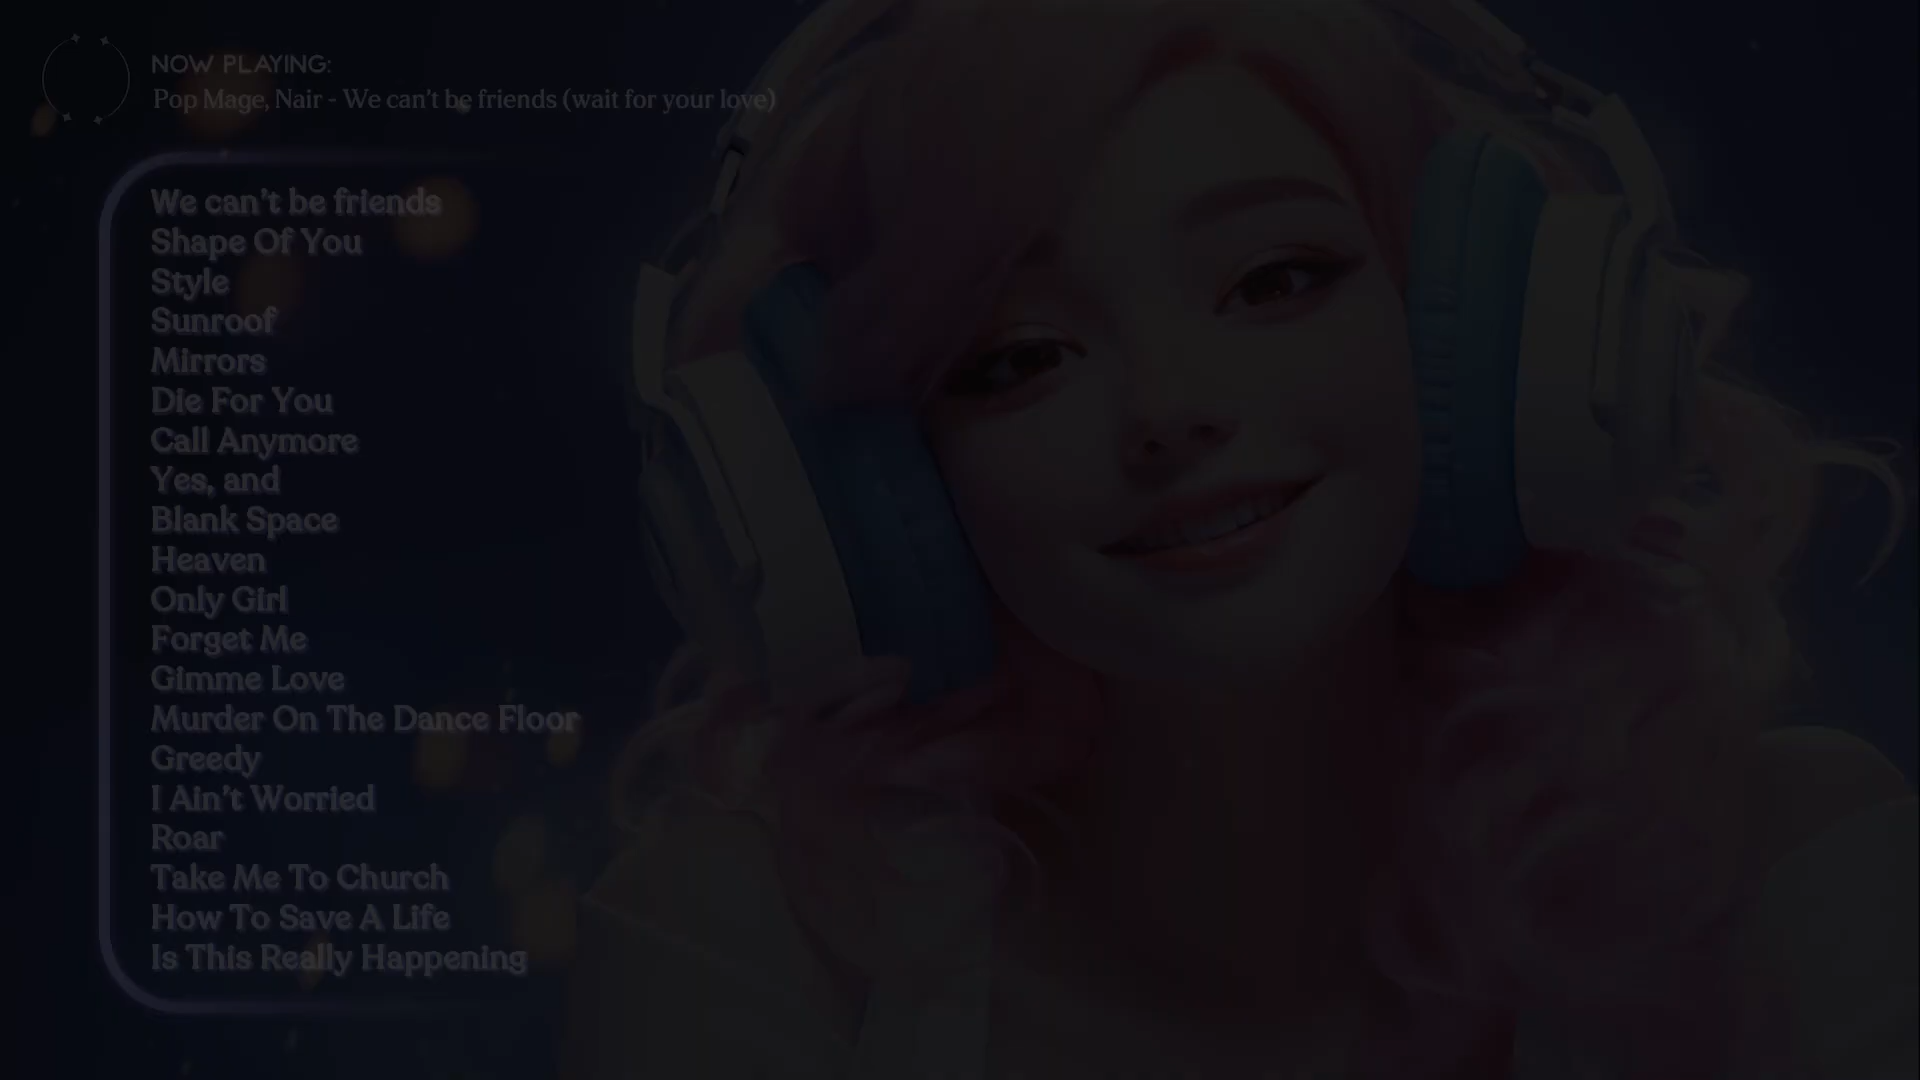 NOW PLAYING:
Pop Mage, Nair - We can't be friends (wait for your love)
We can't be friends
Shape Of You
Style
Sunroof
Mirrors
Die For You
Call Anymore
Yes, and
Blank Space
Heaven
Only Girl
Forget Me
Gimme Love
Murder On The Dance Floor
Greedy
I Ain't Worried
Roar
Take Me To Church
How To Save A Life
Is This Really Happening